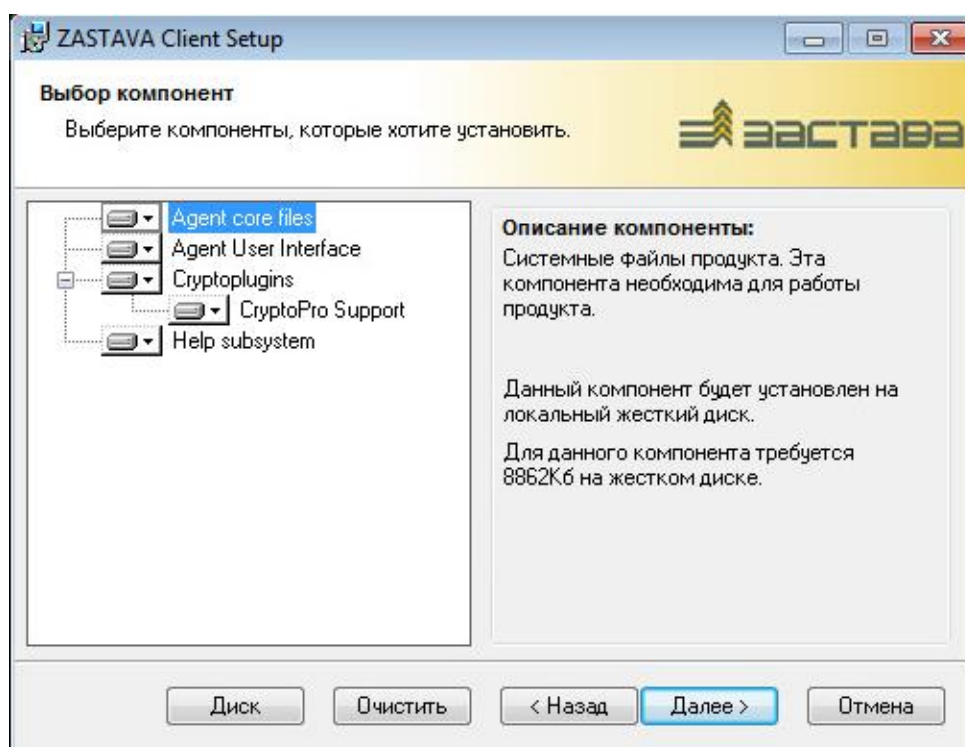 ZASTAVA Client Setup
Выбор компонент
Выберите компоненты, которые хотите установить.
застава
Agent core files
Agent User Interface
Cryptoplugins
CryptoPro Support
Help subsystem
Описание компоненты:
Системные файлы продукта. Эта
компонента необходима для работы
продукта.
Данный компонент будет установлен на
локальный жесткий диск.
Для данного компонента требуется
8862Кб на жестком диске.
Диск
Очистить
< Назад
Далее >
Отмена